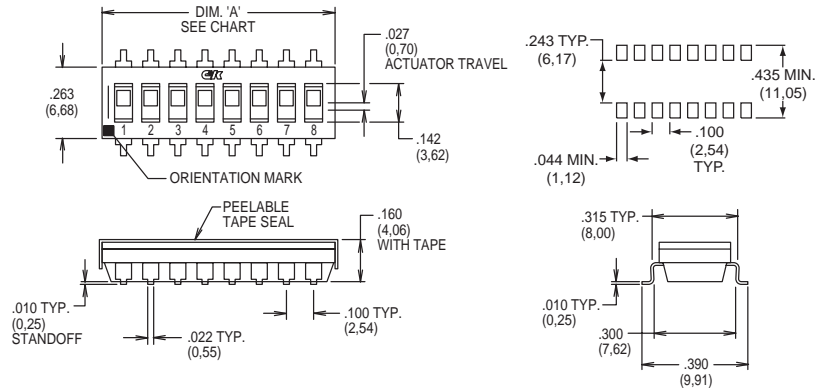 DIM. 'A'
SEE CHART
.027
(0,70)
ACTUATOR TRAVEL
C&K
.263
(6,68)
1 2 3 4 5 6 7 8
.142
(3,62)
ORIENTATION MARK
.243 TYP.
(6,17)
.435 MIN.
(11,05)
.100
(2,54)
TYP.
.044 MIN.
(1,12)
PEELABLE
TAPE SEAL
.160
(4,06)
WITH TAPE
.010 TYP.
(0,25)
STANDOFF
.022 TYP.
(0,55)
.100 TYP.
(2,54)
.315 TYP.
(8,00)
.010 TYP.
(0,25)
.300
(7,62)
.390
(9,91)